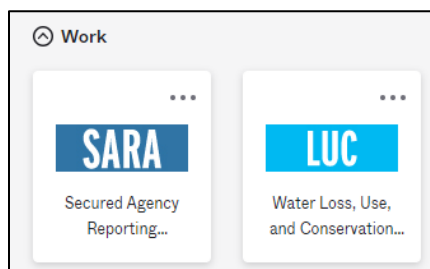 Work
SARA
Secured Agency
Reporting...
LUC
Water Loss, Use,
and Conservation...